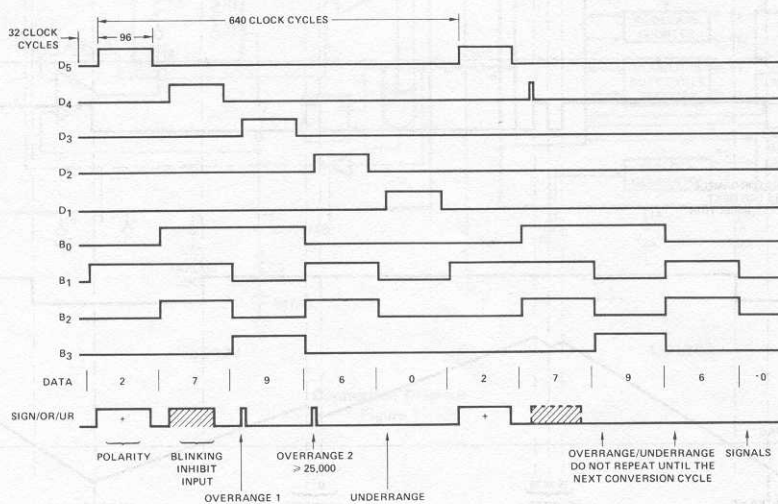 640 CLOCK CYCLES
32 CLOCK
CYCLES
96
D5
D4
D3
D2
D1
B0
B1
B2
B3
DATA 2 7 9 6 0 2 7 9 6 -0
SIGN/OR/UR + +
POLARITY
BLINKING
INHIBIT
INPUT
OVERRANGE 1
OVERRANGE 2
≥ 25,000
UNDERRANGE
OVERRANGE/UNDERRANGE
DO NOT REPEAT UNTIL THE
NEXT CONVERSION CYCLE
SIGNALS